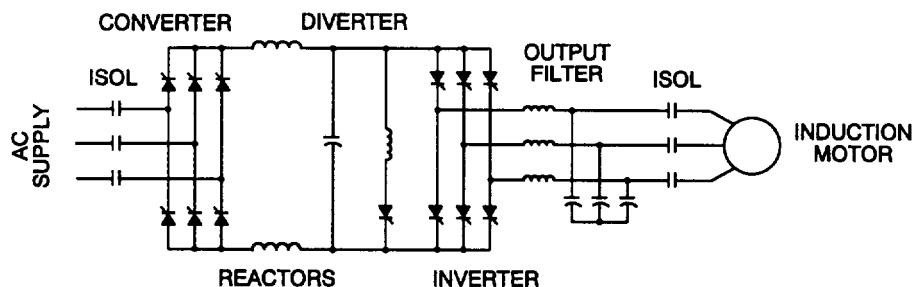 CONVERTER
DIVERTER
OUTPUT
FILTER
ISOL
ISOL
AC
SUPPLY
INDUCTION
MOTOR
REACTORS
INVERTER